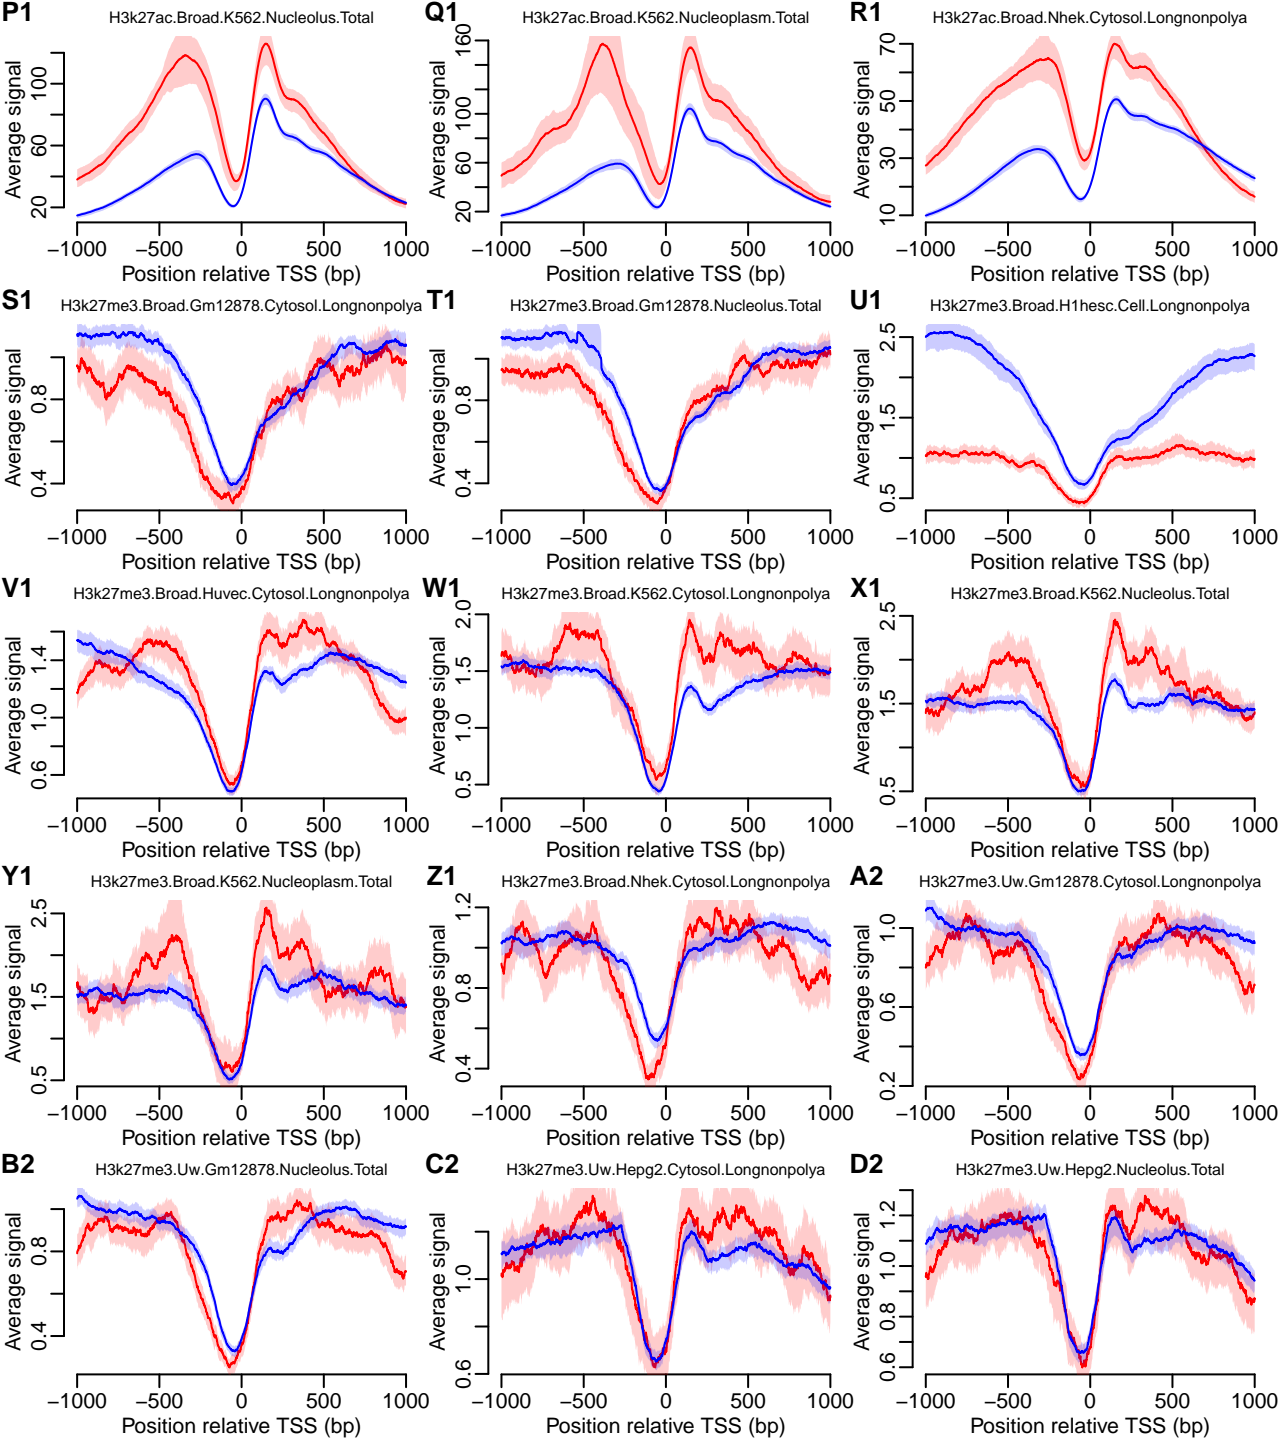 P1 H3k27ac.Broad.K562.Nucleolus.Total
Average signal
20 60 100
−1000 −500 0 500 1000
Position relative TSS (bp)
Q1 H3k27ac.Broad.K562.Nucleoplasm.Total
Average signal
20 60 100 160
−1000 −500 0 500 1000
Position relative TSS (bp)
R1 H3k27ac.Broad.Nhek.Cytosol.Longnonpolya
Average signal
10 30 50 70
−1000 −500 0 500 1000
Position relative TSS (bp)
S1 H3k27me3.Broad.Gm12878.Cytosol.Longnonpolya
Average signal
0.4 0.8
−1000 −500 0 500 1000
Position relative TSS (bp)
T1 H3k27me3.Broad.Gm12878.Nucleolus.Total
Average signal
0.4 0.8
−1000 −500 0 500 1000
Position relative TSS (bp)
U1 H3k27me3.Broad.H1hesc.Cell.Longnonpolya
Average signal
0.5 1.5 2.5
−1000 −500 0 500 1000
Position relative TSS (bp)
V1 H3k27me3.Broad.Huvec.Cytosol.Longnonpolya
Average signal
0.6 1.0 1.4
−1000 −500 0 500 1000
Position relative TSS (bp)
W1 H3k27me3.Broad.K562.Cytosol.Longnonpolya
Average signal
0.5 1.0 1.5 2.0
−1000 −500 0 500 1000
Position relative TSS (bp)
X1 H3k27me3.Broad.K562.Nucleolus.Total
Average signal
0.5 1.5 2.5
−1000 −500 0 500 1000
Position relative TSS (bp)
Y1 H3k27me3.Broad.K562.Nucleoplasm.Total
Average signal
0.5 1.5 2.5
−1000 −500 0 500 1000
Position relative TSS (bp)
Z1 H3k27me3.Broad.Nhek.Cytosol.Longnonpolya
Average signal
0.4 0.8 1.2
−1000 −500 0 500 1000
Position relative TSS (bp)
A2 H3k27me3.Uw.Gm12878.Cytosol.Longnonpolya
Average signal
0.2 0.6 1.0
−1000 −500 0 500 1000
Position relative TSS (bp)
B2 H3k27me3.Uw.Gm12878.Nucleolus.Total
Average signal
0.4 0.8
−1000 −500 0 500 1000
Position relative TSS (bp)
C2 H3k27me3.Uw.Hepg2.Cytosol.Longnonpolya
Average signal
0.6 1.0
−1000 −500 0 500 1000
Position relative TSS (bp)
D2 H3k27me3.Uw.Hepg2.Nucleolus.Total
Average signal
0.6 0.8 1.0 1.2
−1000 −500 0 500 1000
Position relative TSS (bp)